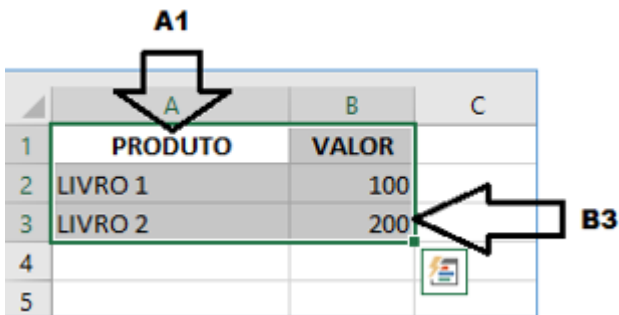 A1
A B C
1 PRODUTO VALOR
2 LIVRO 1 100
3 LIVRO 2 200 B3
4
5